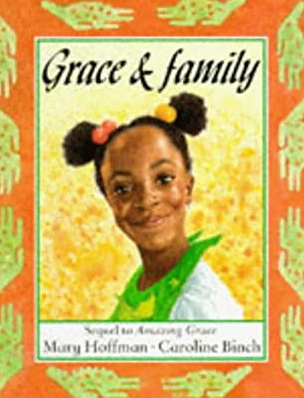 Grace & family
Sequel to Amazing Grace
Mary Hoffman · Caroline Binch